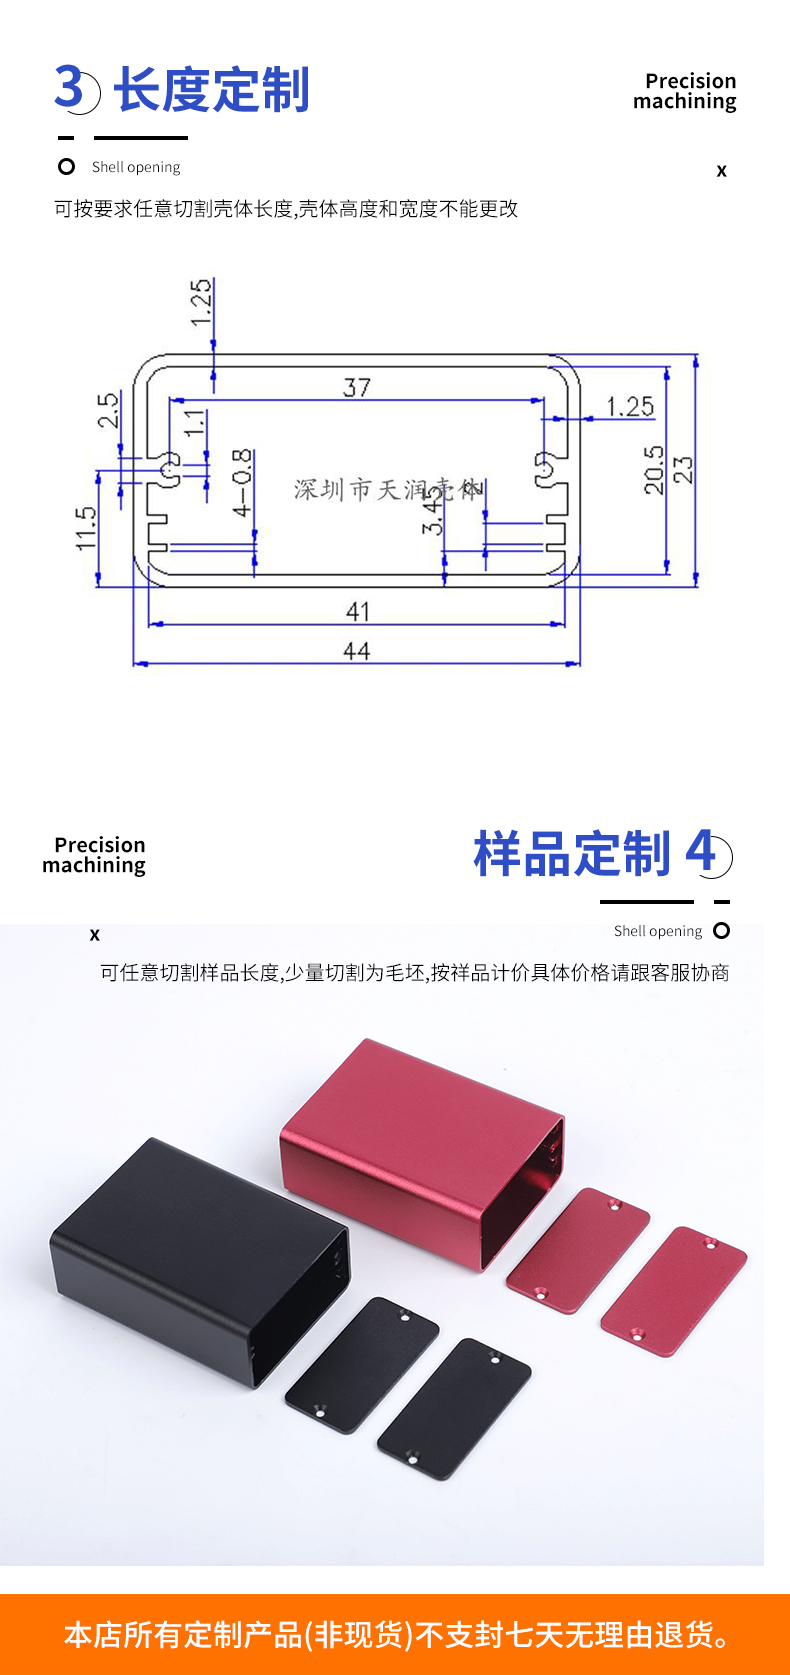 3 长度定制
Precision
machining
Shell opening
x
可按要求任意切割壳体长度,壳体高度和宽度不能更改
1.25
37
2.5
1.1
1.25
4-0.8
深圳市天润壳体
3.45
2
20.5
23
11.5
41
44
Precision
machining
样品定制 4
Shell opening
x
可任意切割样品长度,少量切割为毛坯,按祥品计价具体价格请跟客服协商
本店所有定制产品(非现货)不支封七天无理由退货。